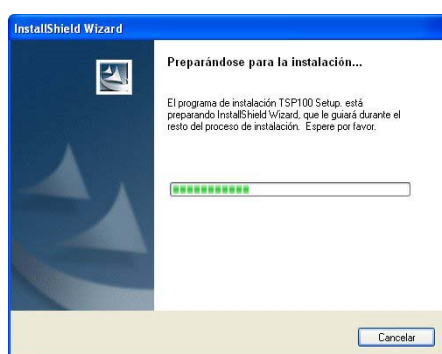 InstallShield Wizard
Preparándose para la instalación...
El programa de instalación TSP100 Setup. está
preparando InstallShield Wizard, que le guiará durante el
resto del proceso de instalación. Espere por favor.
Cancelar